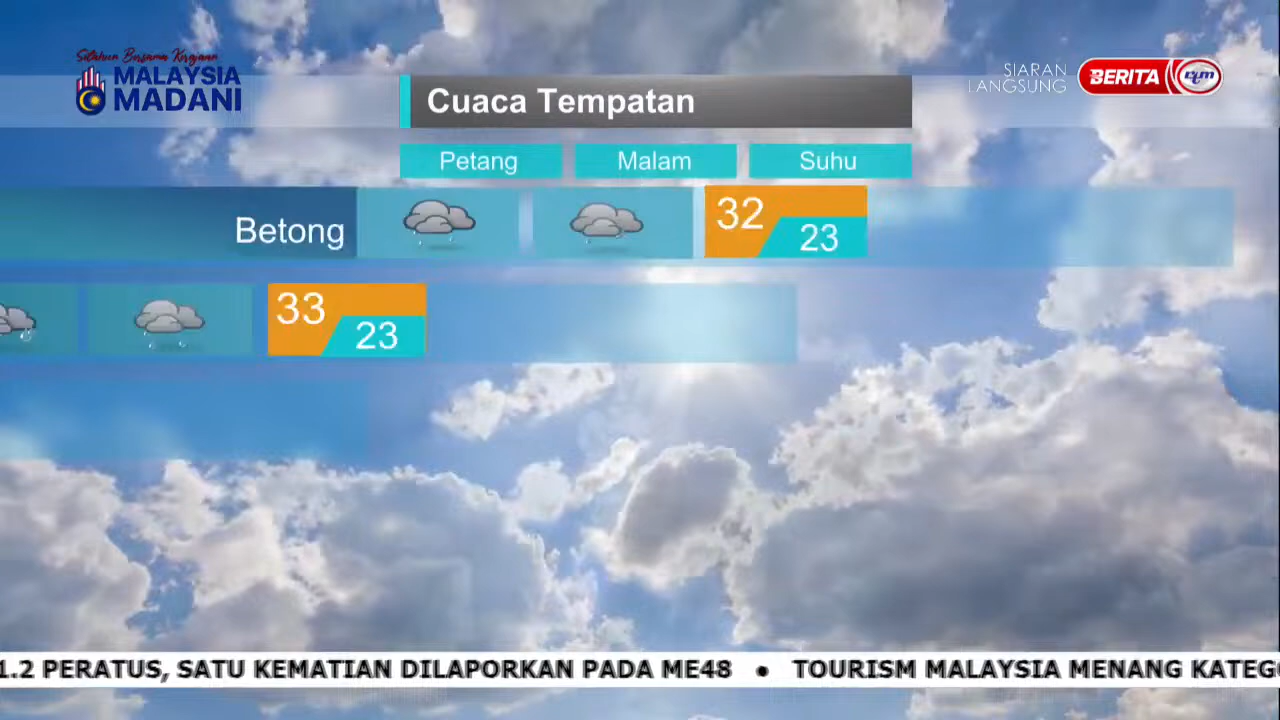 Setahun Bersama Kerajaan
MALAYSIA
MADANI
SIARAN
LANGSUNG
BERITA
rtm
Cuaca Tempatan
Petang Malam Suhu
Betong 32 23
33 23
1.2 PERATUS, SATU KEMATIAN DILAPORKAN PADA ME48 • TOURISM MALAYSIA MENANG KATEG